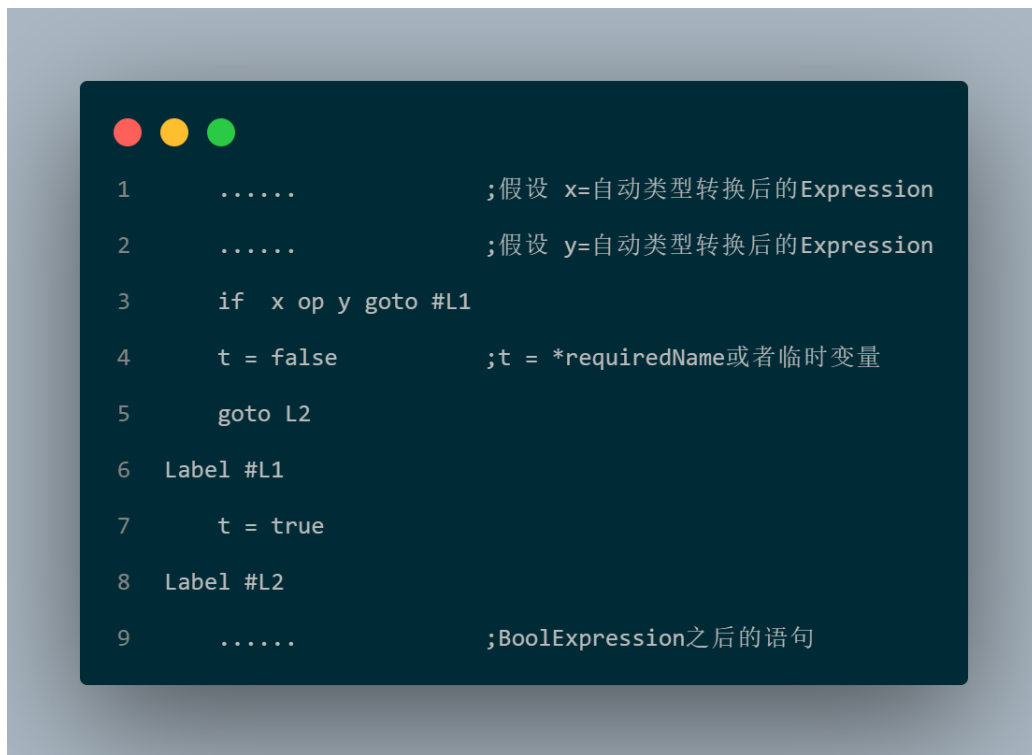 1 ...... ;假设 x=自动类型转换后的Expression
2 ...... ;假设 y=自动类型转换后的Expression
3 if  x op y goto #L1
4 t = false ;t = *requiredName或者临时变量
5 goto L2
6 Label #L1
7 t = true
8 Label #L2
9 ...... ;BoolExpression之后的语句